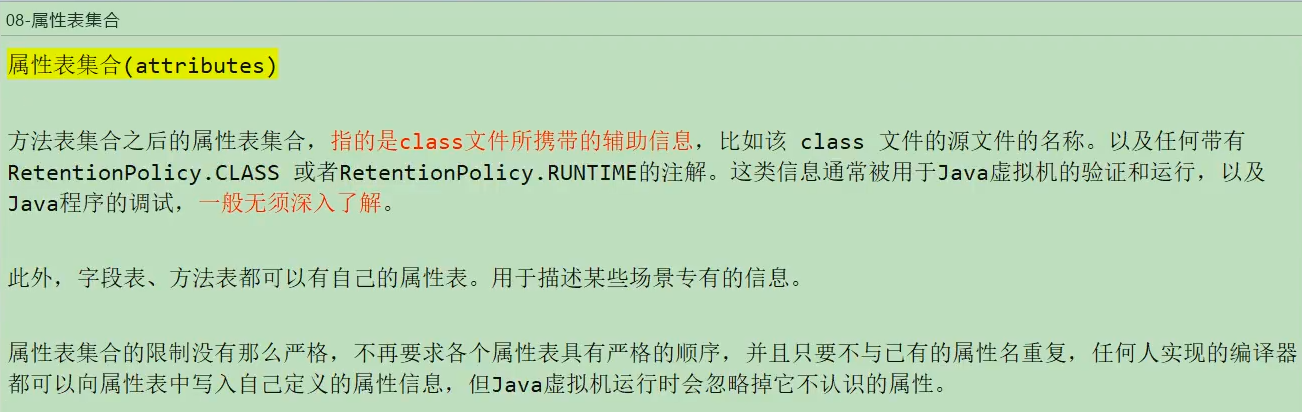 08-属性表集合
属性表集合(attributes)
方法表集合之后的属性表集合，指的是class文件所携带的辅助信息，比如该 class 文件的源文件的名称。以及任何带有
RetentionPolicy.CLASS 或者RetentionPolicy.RUNTIME的注解。这类信息通常被用于Java虚拟机的验证和运行，以及
Java程序的调试，一般无须深入了解。
此外，字段表、方法表都可以有自己的属性表。用于描述某些场景专有的信息。
属性表集合的限制没有那么严格，不再要求各个属性表具有严格的顺序，并且只要不与已有的属性名重复，任何人实现的编译器
都可以向属性表中写入自己定义的属性信息，但Java虚拟机运行时会忽略掉它不认识的属性。